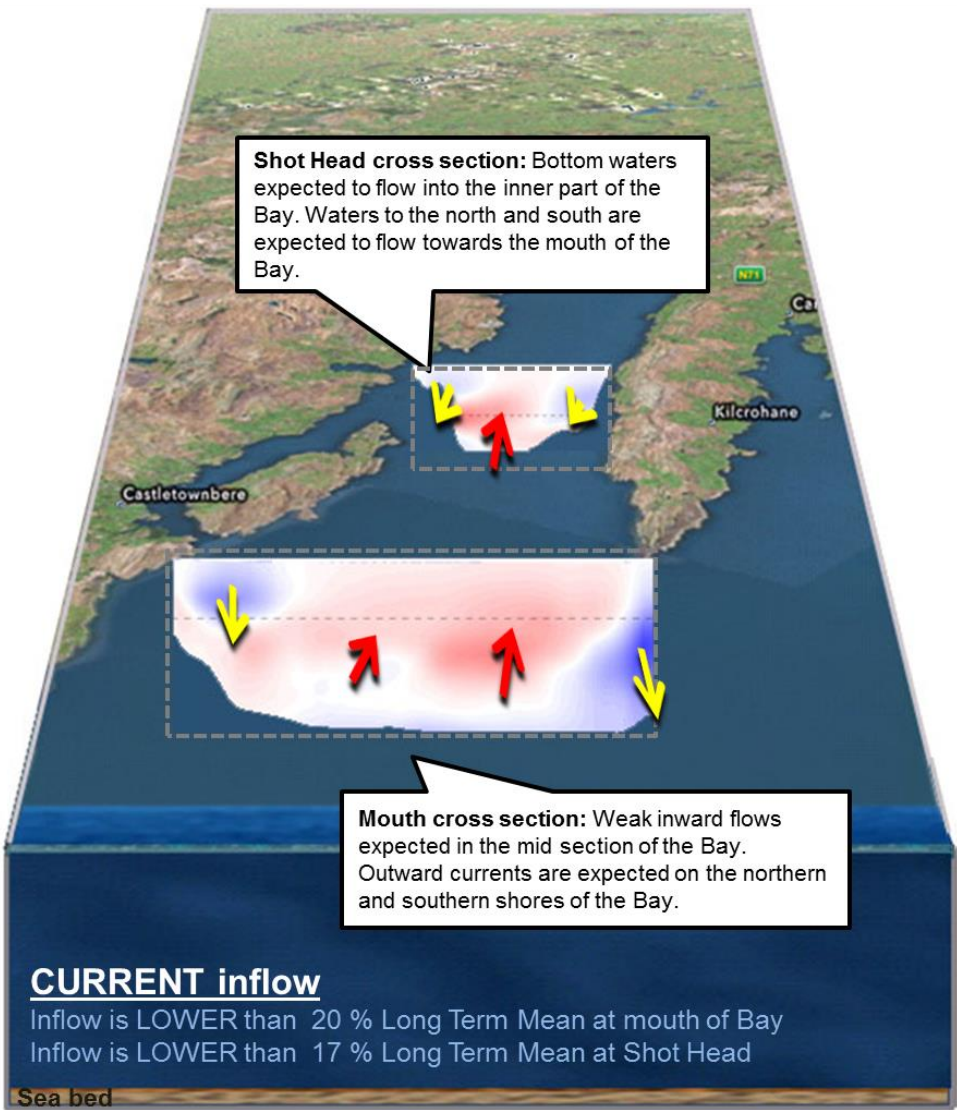 Shot Head cross section: Bottom waters
expected to flow into the inner part of the
Bay. Waters to the north and south are
expected to flow towards the mouth of the
Bay.
N71
Ca
Kilcrohane
Castletownbere
Mouth cross section: Weak inward flows
expected in the mid section of the Bay.
Outward currents are expected on the northern
and southern shores of the Bay.
CURRENT inflow
Inflow is LOWER than 20 % Long Term Mean at mouth of Bay
Inflow is LOWER than 17 % Long Term Mean at Shot Head
Sea bed